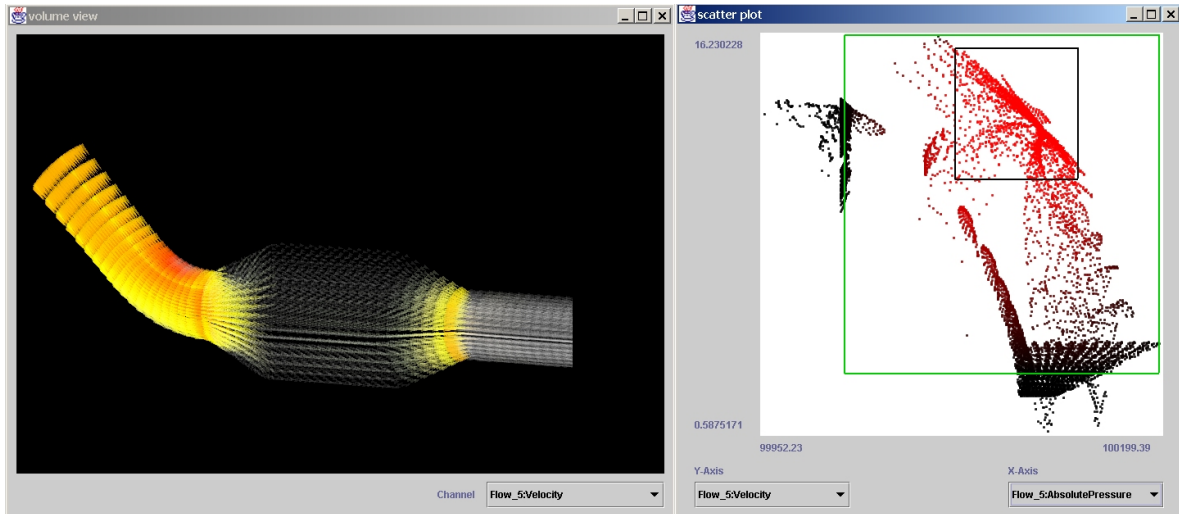 volume view
Channel
Flow_5:Velocity
scatter plot
16.230228
0.5875171
99952.23
100199.39
Y-Axis
X-Axis
Flow_5:Velocity
Flow_5:AbsolutePressure